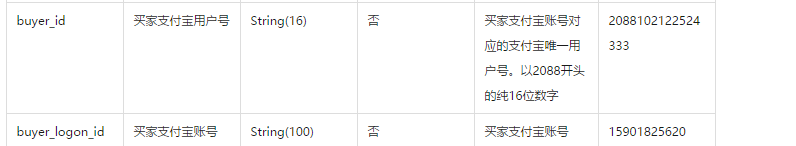 buyer_id 买家支付宝用户号 String(16) 否 买家支付宝账号对 2088102122524
应的支付宝唯一用 333
户号。以2088开头
的纯16位数字
buyer_logon_id 买家支付宝账号 String(100) 否 买家支付宝账号 15901825620